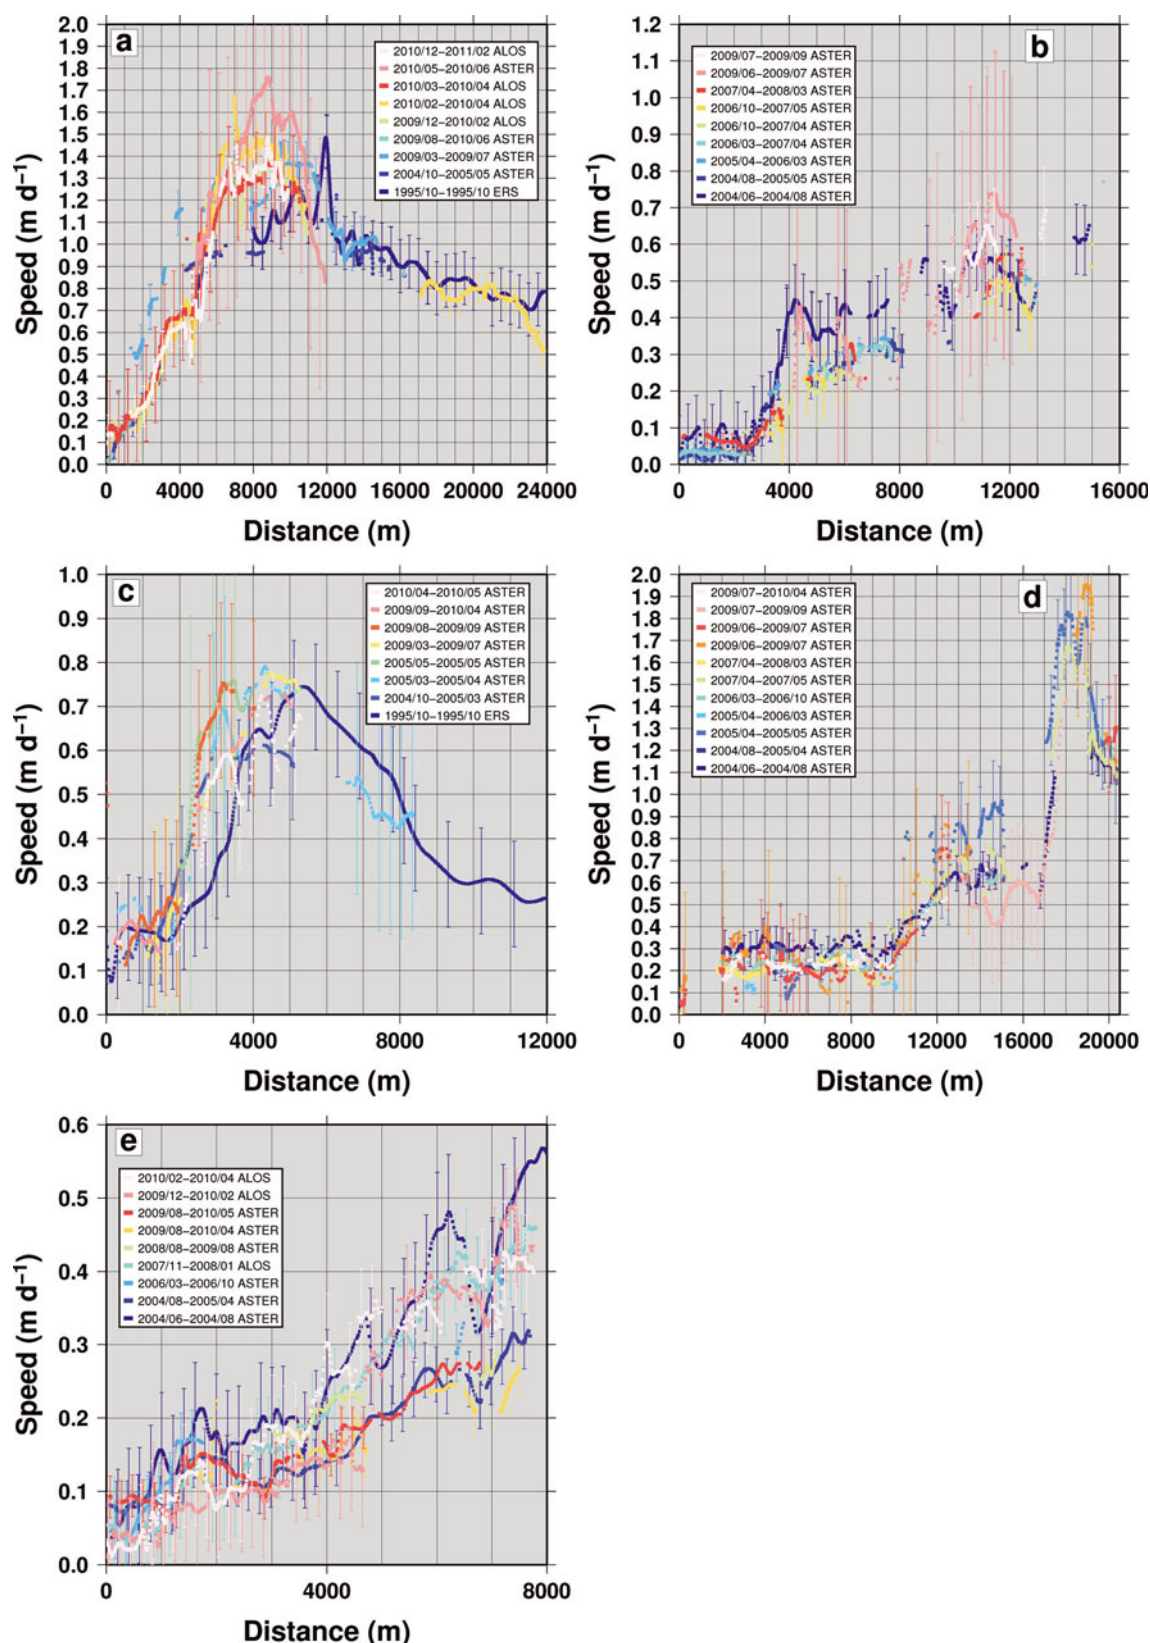 a
2010/12–2011/02 ALOS
2010/05–2010/06 ASTER
2010/03–2010/04 ALOS
2010/02–2010/04 ALOS
2009/12–2010/02 ALOS
2009/08–2010/06 ASTER
2009/03–2009/07 ASTER
2004/10–2005/05 ASTER
1995/10–1995/10 ERS
Speed (m d⁻¹)
2.0
1.9
1.8
1.7
1.6
1.5
1.4
1.3
1.2
1.1
1.0
0.9
0.8
0.7
0.6
0.5
0.4
0.3
0.2
0.1
0.0
0 4000 8000 12000 16000 20000 24000
Distance (m)
b
2009/07–2009/09 ASTER
2009/06–2009/07 ASTER
2007/04–2008/03 ASTER
2006/10–2007/05 ASTER
2006/10–2007/04 ASTER
2006/03–2007/04 ASTER
2005/04–2006/03 ASTER
2004/08–2005/05 ASTER
2004/06–2004/08 ASTER
Speed (m d⁻¹)
1.2
1.1
1.0
0.9
0.8
0.7
0.6
0.5
0.4
0.3
0.2
0.1
0.0
0 4000 8000 12000 16000
Distance (m)
c
2010/04–2010/05 ASTER
2009/09–2010/04 ASTER
2009/08–2009/09 ASTER
2009/03–2009/07 ASTER
2005/05–2005/05 ASTER
2005/03–2005/04 ASTER
2004/10–2005/03 ASTER
1995/10–1995/10 ERS
Speed (m d⁻¹)
1.0
0.9
0.8
0.7
0.6
0.5
0.4
0.3
0.2
0.1
0.0
0 4000 8000 12000
Distance (m)
d
2009/07–2010/04 ASTER
2009/07–2009/09 ASTER
2009/06–2009/07 ASTER
2009/06–2009/07 ASTER
2007/04–2008/03 ASTER
2007/04–2007/05 ASTER
2006/03–2006/10 ASTER
2005/04–2006/03 ASTER
2005/04–2005/05 ASTER
2004/08–2005/04 ASTER
2004/06–2004/08 ASTER
Speed (m d⁻¹)
2.0
1.9
1.8
1.7
1.6
1.5
1.4
1.3
1.2
1.1
1.0
0.9
0.8
0.7
0.6
0.5
0.4
0.3
0.2
0.1
0.0
0 4000 8000 12000 16000 20000
Distance (m)
e
2010/02–2010/04 ALOS
2009/12–2010/02 ALOS
2009/08–2010/05 ASTER
2009/08–2010/04 ASTER
2008/08–2009/08 ASTER
2007/11–2008/01 ALOS
2006/03–2006/10 ASTER
2004/08–2005/04 ASTER
2004/06–2004/08 ASTER
Speed (m d⁻¹)
0.6
0.5
0.4
0.3
0.2
0.1
0.0
0 4000 8000
Distance (m)